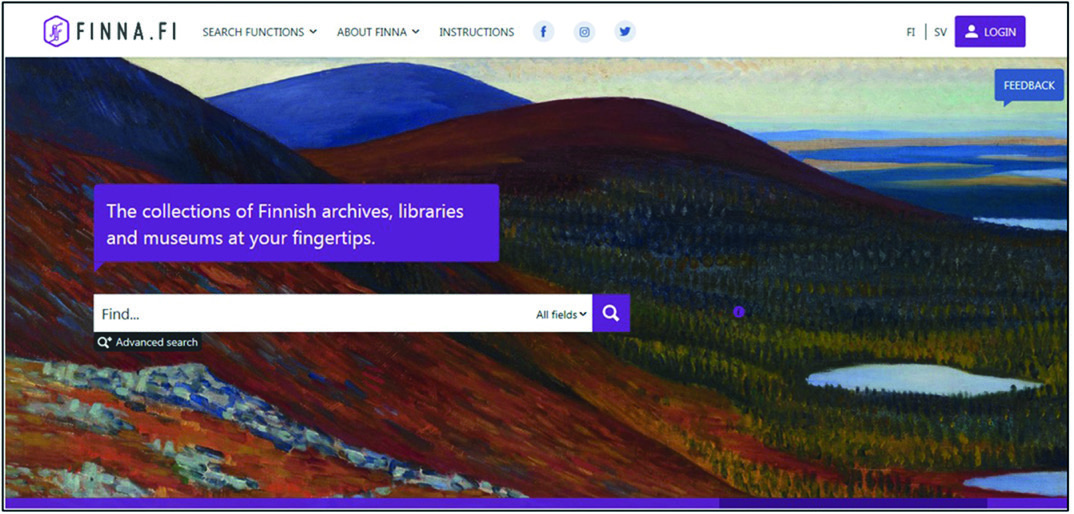 FINNA.FI SEARCH FUNCTIONS ABOUT FINNA INSTRUCTIONS FI | SV LOGIN
FEEDBACK
The collections of Finnish archives, libraries
and museums at your fingertips.
Find... All fields
Advanced search